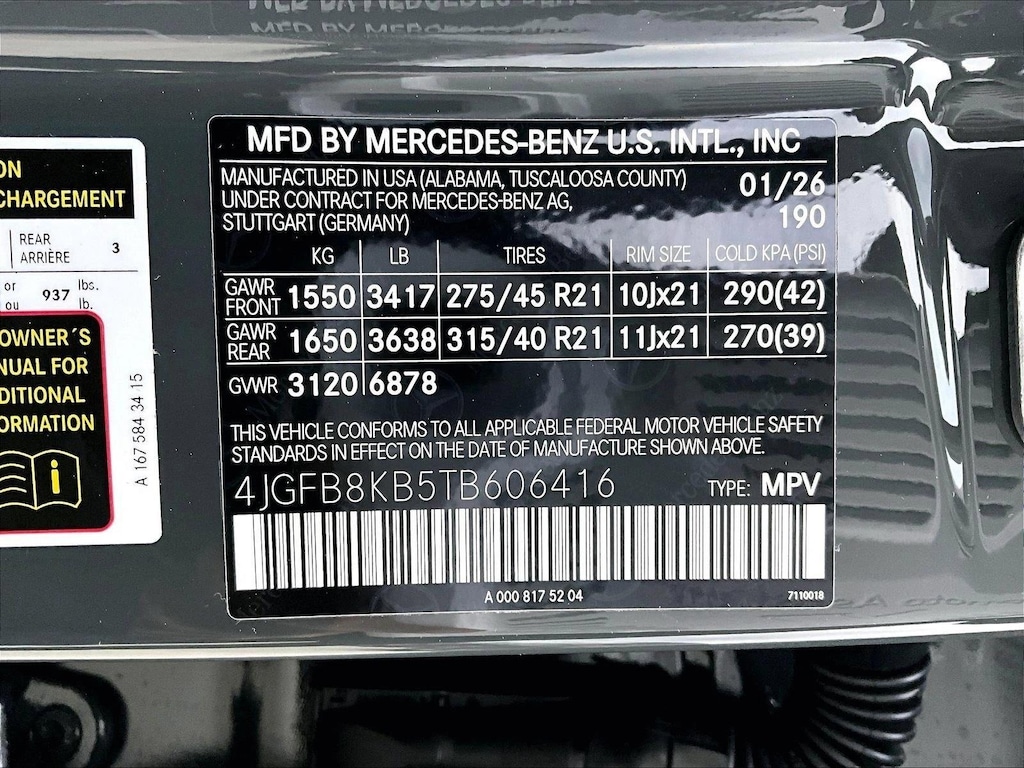 MFD BY MERCEDES-BENZ U.S. INTL., INC
MANUFACTURED IN USA (ALABAMA, TUSCALOOSA COUNTY) 01/26
UNDER CONTRACT FOR MERCEDES-BENZ AG, 190
STUTTGART (GERMANY)
KG LB TIRES RIM SIZE COLD KPA (PSI)
GAWR FRONT 1550 3417 275/45 R21 10Jx21 290(42)
GAWR REAR 1650 3638 315/40 R21 11Jx21 270(39)
GVWR 3120 6878
THIS VEHICLE CONFORMS TO ALL APPLICABLE FEDERAL MOTOR VEHICLE SAFETY
STANDARDS IN EFFECT ON THE DATE OF MANUFACTURE SHOWN ABOVE.
4JGFB8KB5TB606416 TYPE: MPV
A 000 817 52 04 7110018
CHARGEMENT
REAR
ARRIÈRE 3
or 937 lbs.
ou lb.
OWNER´S
FOR
i
A 167 584 34 15